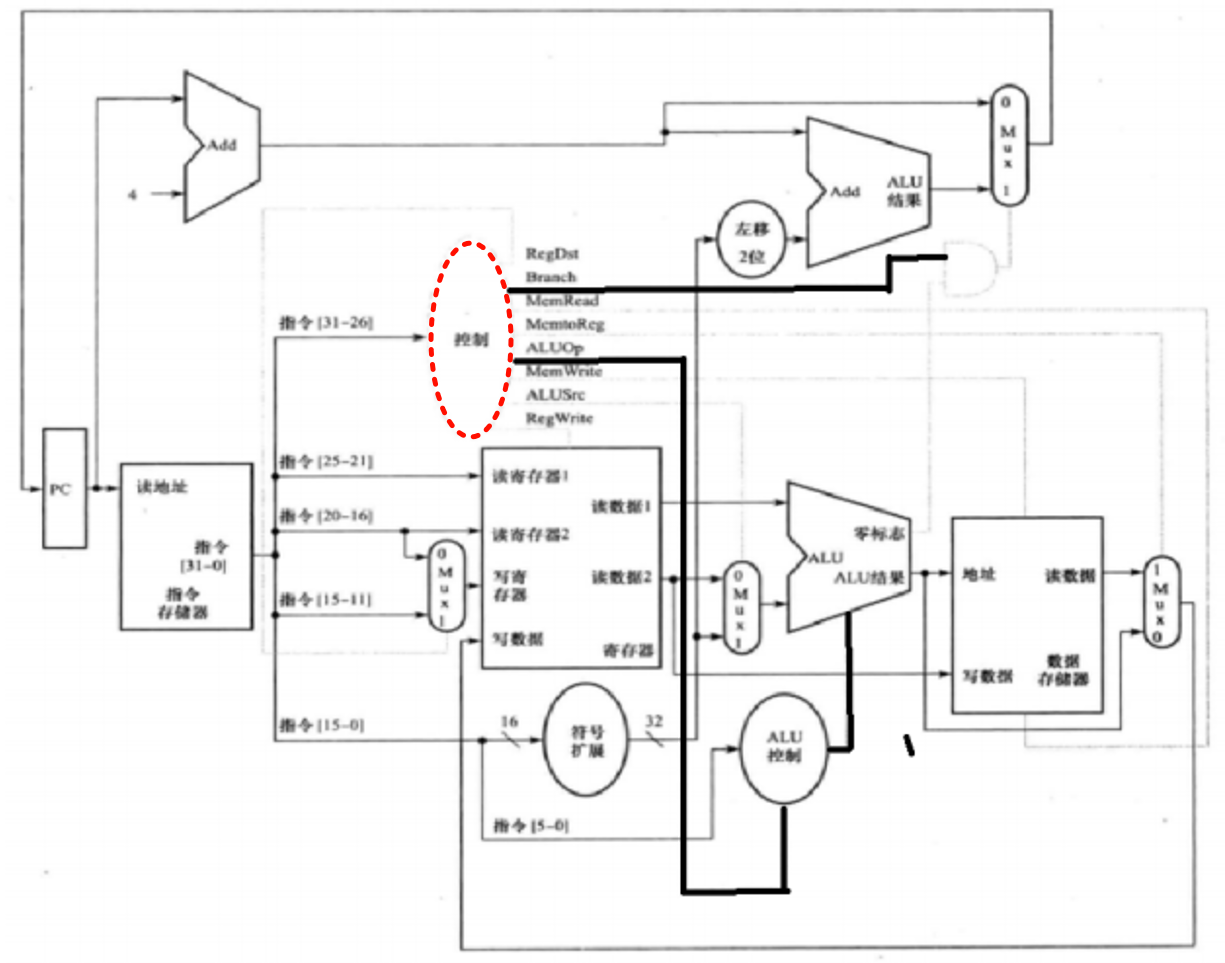 Add
4
0
Mux
1
Add
ALU
结果
左移
2位
RegDst
Branch
MemRead
MemtoReg
ALUOp
MemWrite
ALUSrc
RegWrite
控制
指令 [31-26]
PC
读地址
指令
[31-0]
指令
存储器
指令 [25-21]
指令 [20-16]
指令 [15-11]
指令 [15-0]
0
Mux
1
读寄存器1
读寄存器2
写寄
存器
写数据
读数据1
读数据2
寄存器
0
Mux
1
零标志
ALU
ALU结果
地址
读数据
写数据
数据
存储器
1
Mux
0
16
符号
扩展
32
ALU
控制
指令 [5-0]